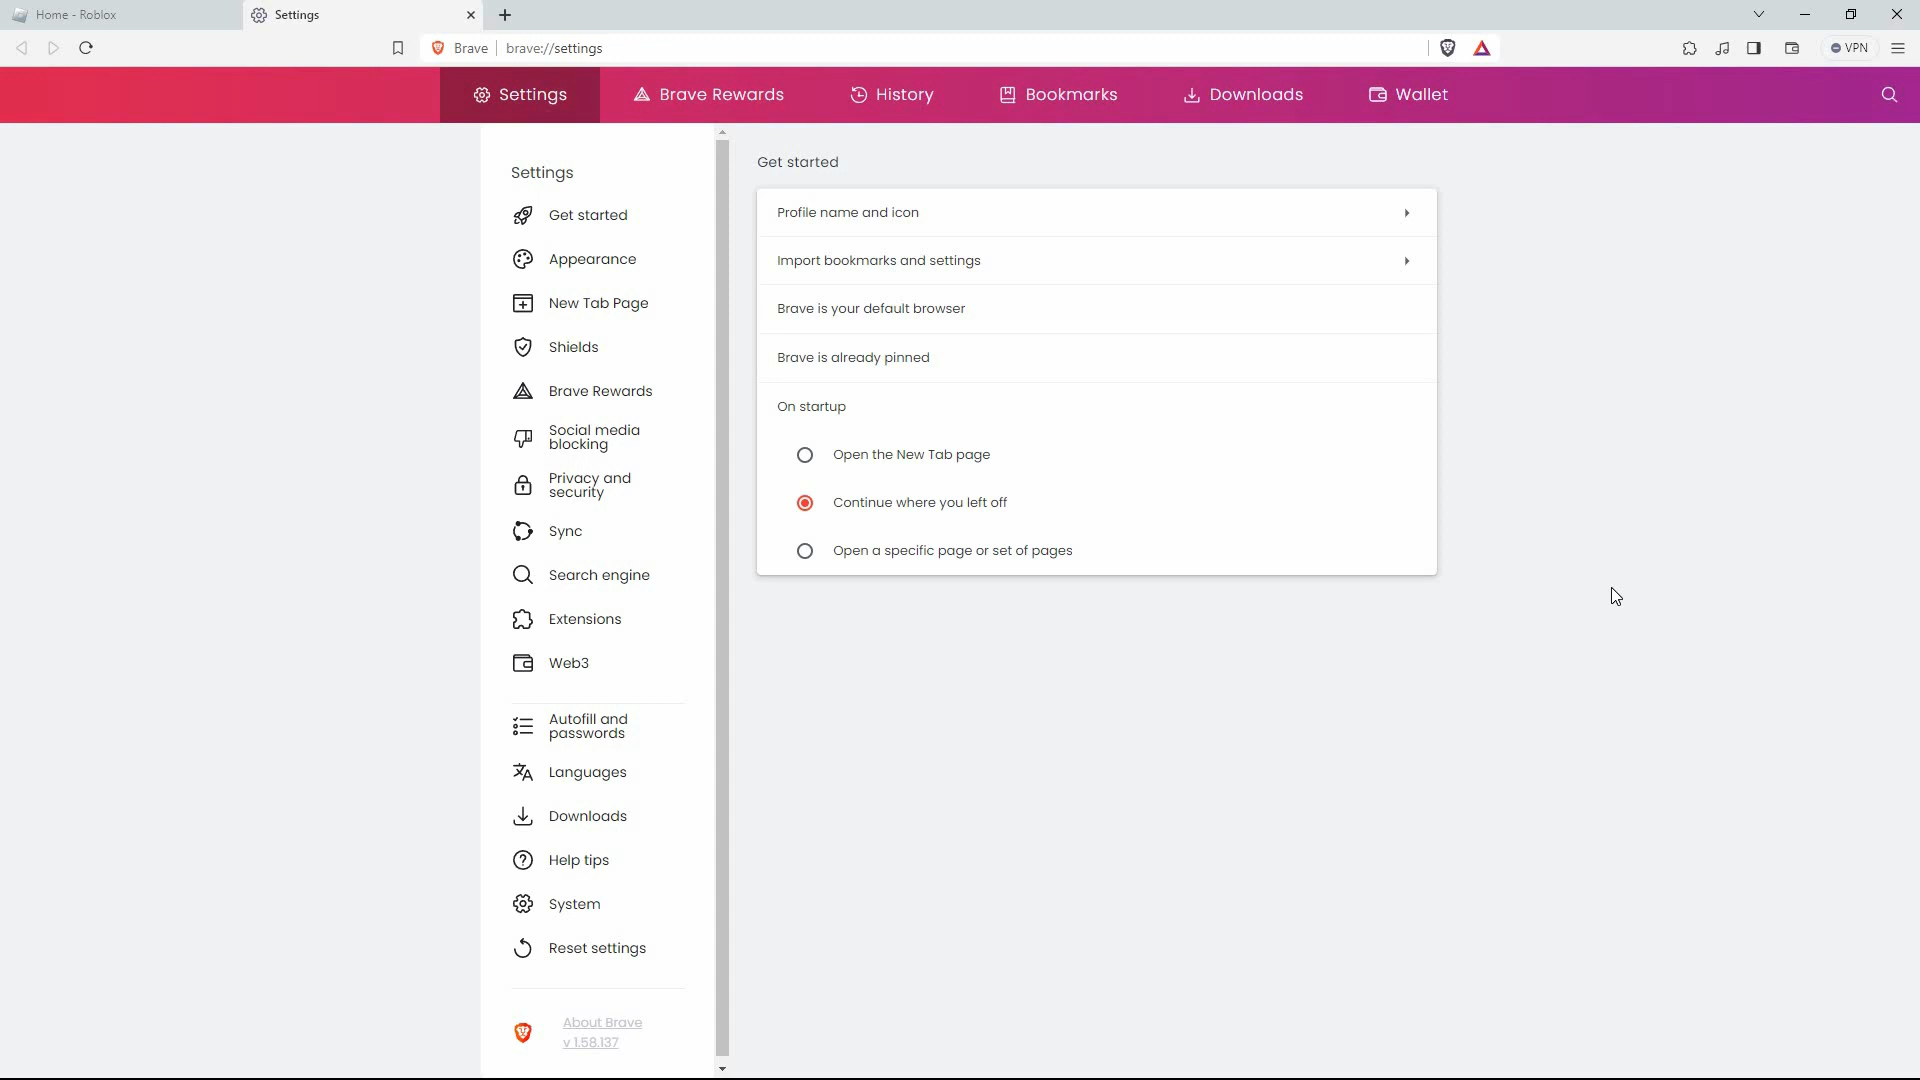 Home - Roblox
Settings
Brave
brave://settings
VPN
Settings
Brave Rewards
History
Bookmarks
Downloads
Wallet
Settings
Get started
Appearance
New Tab Page
Shields
Brave Rewards
Social media
blocking
Privacy and
security
Sync
Search engine
Extensions
Web3
Autofill and
passwords
Languages
Downloads
Help tips
System
Reset settings
About Brave
v 1.58.137
Get started
Profile name and icon
Import bookmarks and settings
Brave is your default browser
Brave is already pinned
On startup
Open the New Tab page
Continue where you left off
Open a specific page or set of pages